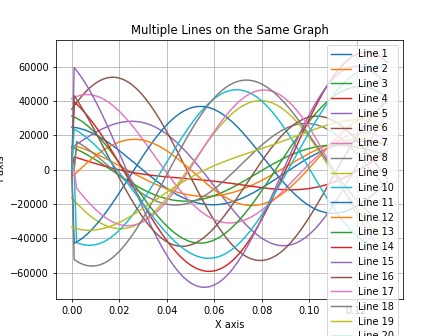 Multiple Lines on the Same Graph
60000
40000
20000
0
−20000
−40000
−60000
0.00
0.02
0.04
0.06
0.08
0.10
X axis
Line 1
Line 2
Line 3
Line 4
Line 5
Line 6
Line 7
Line 8
Line 9
Line 10
Line 11
Line 12
Line 13
Line 14
Line 15
Line 16
Line 17
Line 18
Line 19
Line 20